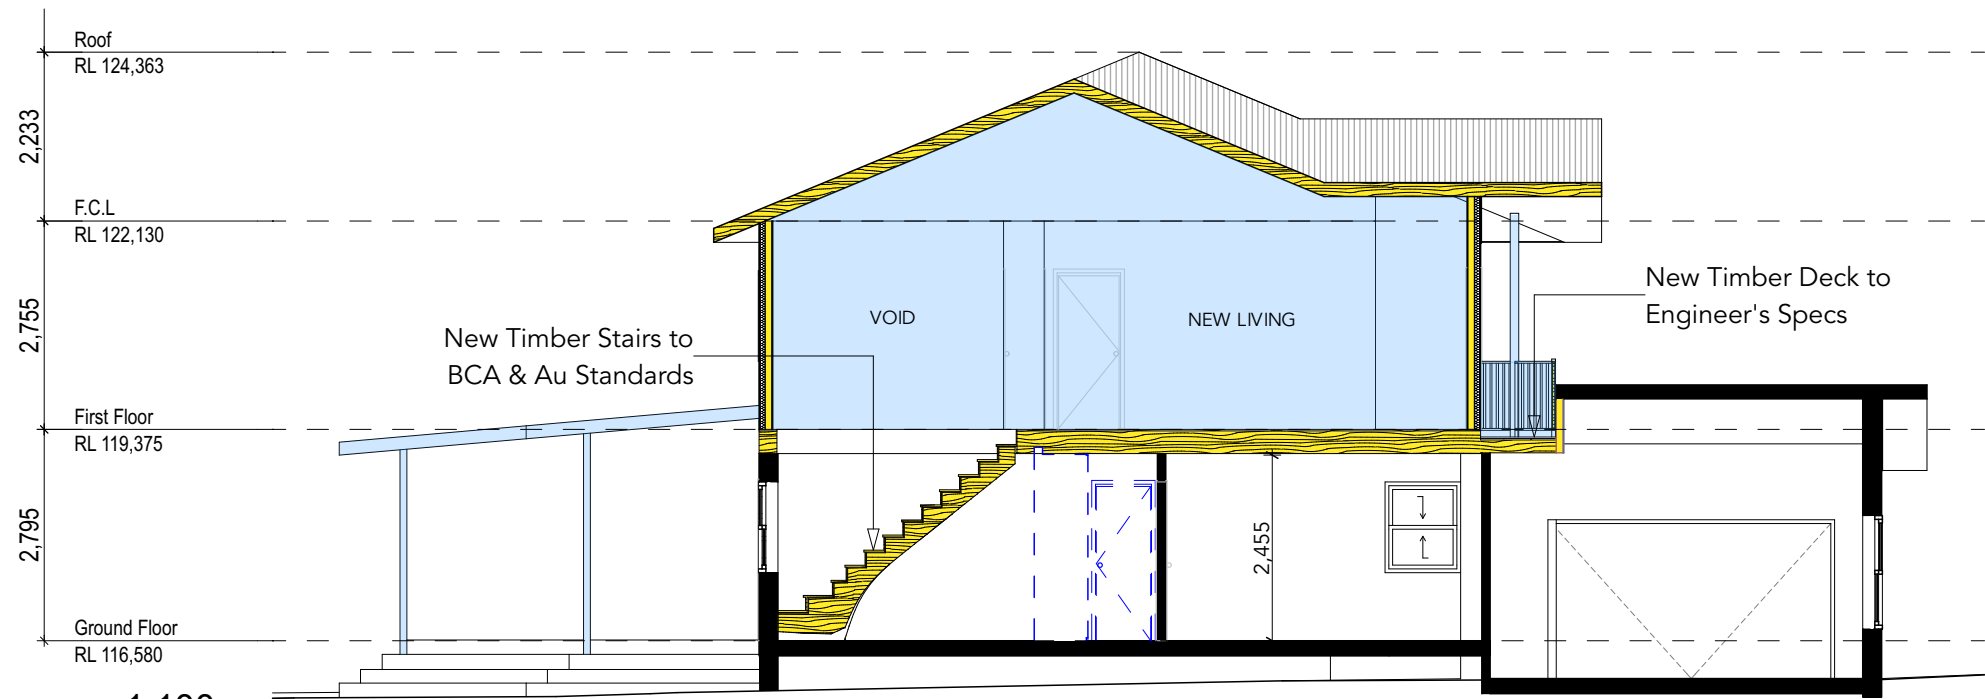 Roof
RL 124,363
2,233
F.C.L
RL 122,130
2,755
VOID
NEW LIVING
New Timber Deck to
Engineer's Specs
New Timber Stairs to
BCA & Au Standards
First Floor
RL 119,375
2,795
2,455
Ground Floor
RL 116,580